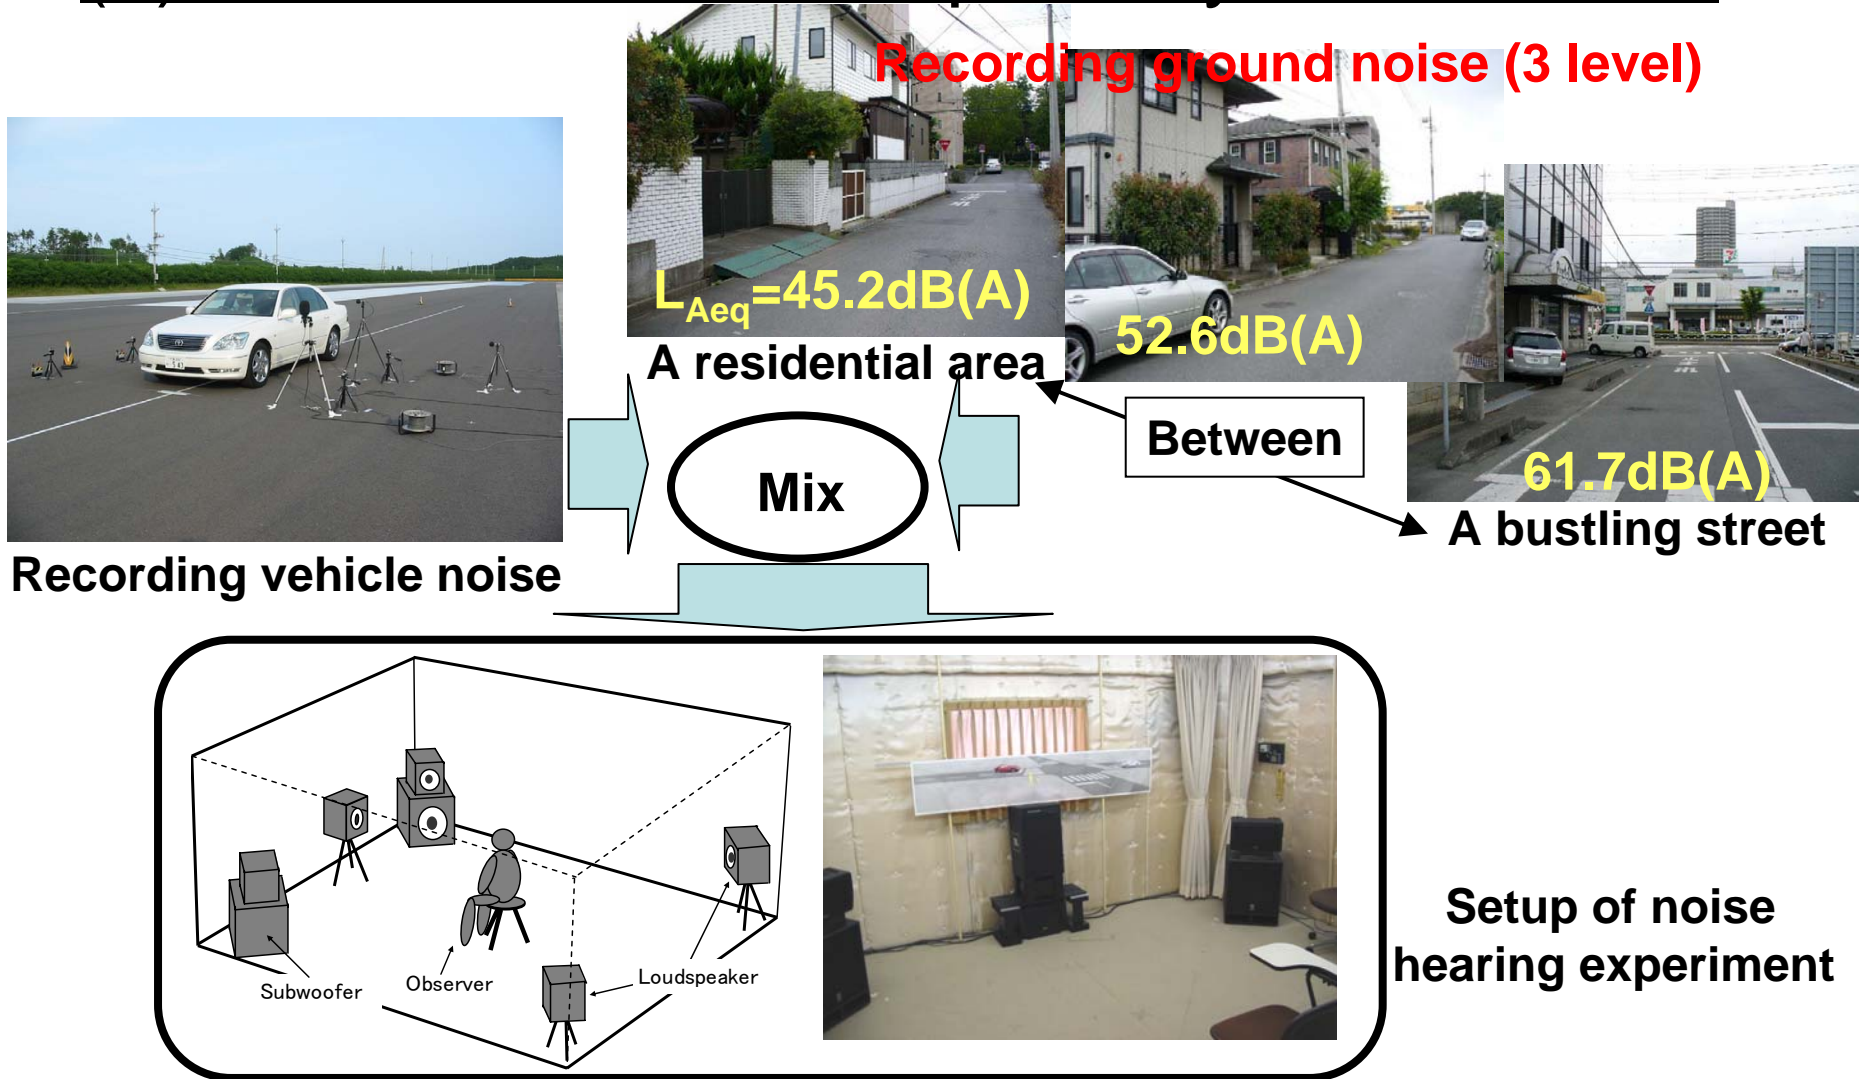 Recording ground noise (3 level)
L_Aeq=45.2dB(A)
52.6dB(A)
61.7dB(A)
A residential area
Between
A bustling street
Mix
Recording vehicle noise
Subwoofer
Observer
Loudspeaker
Setup of noise
hearing experiment